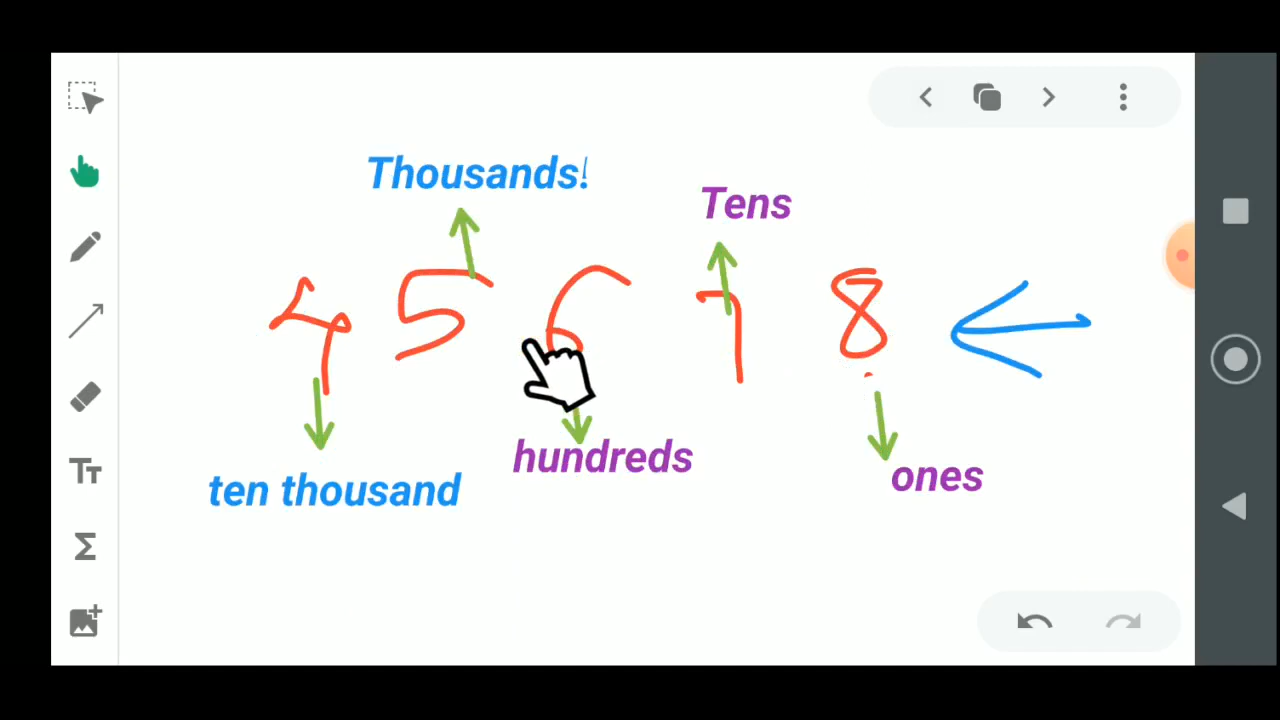 Thousands!
Tens
4 5 6 7 8
hundreds
ten thousand
ones